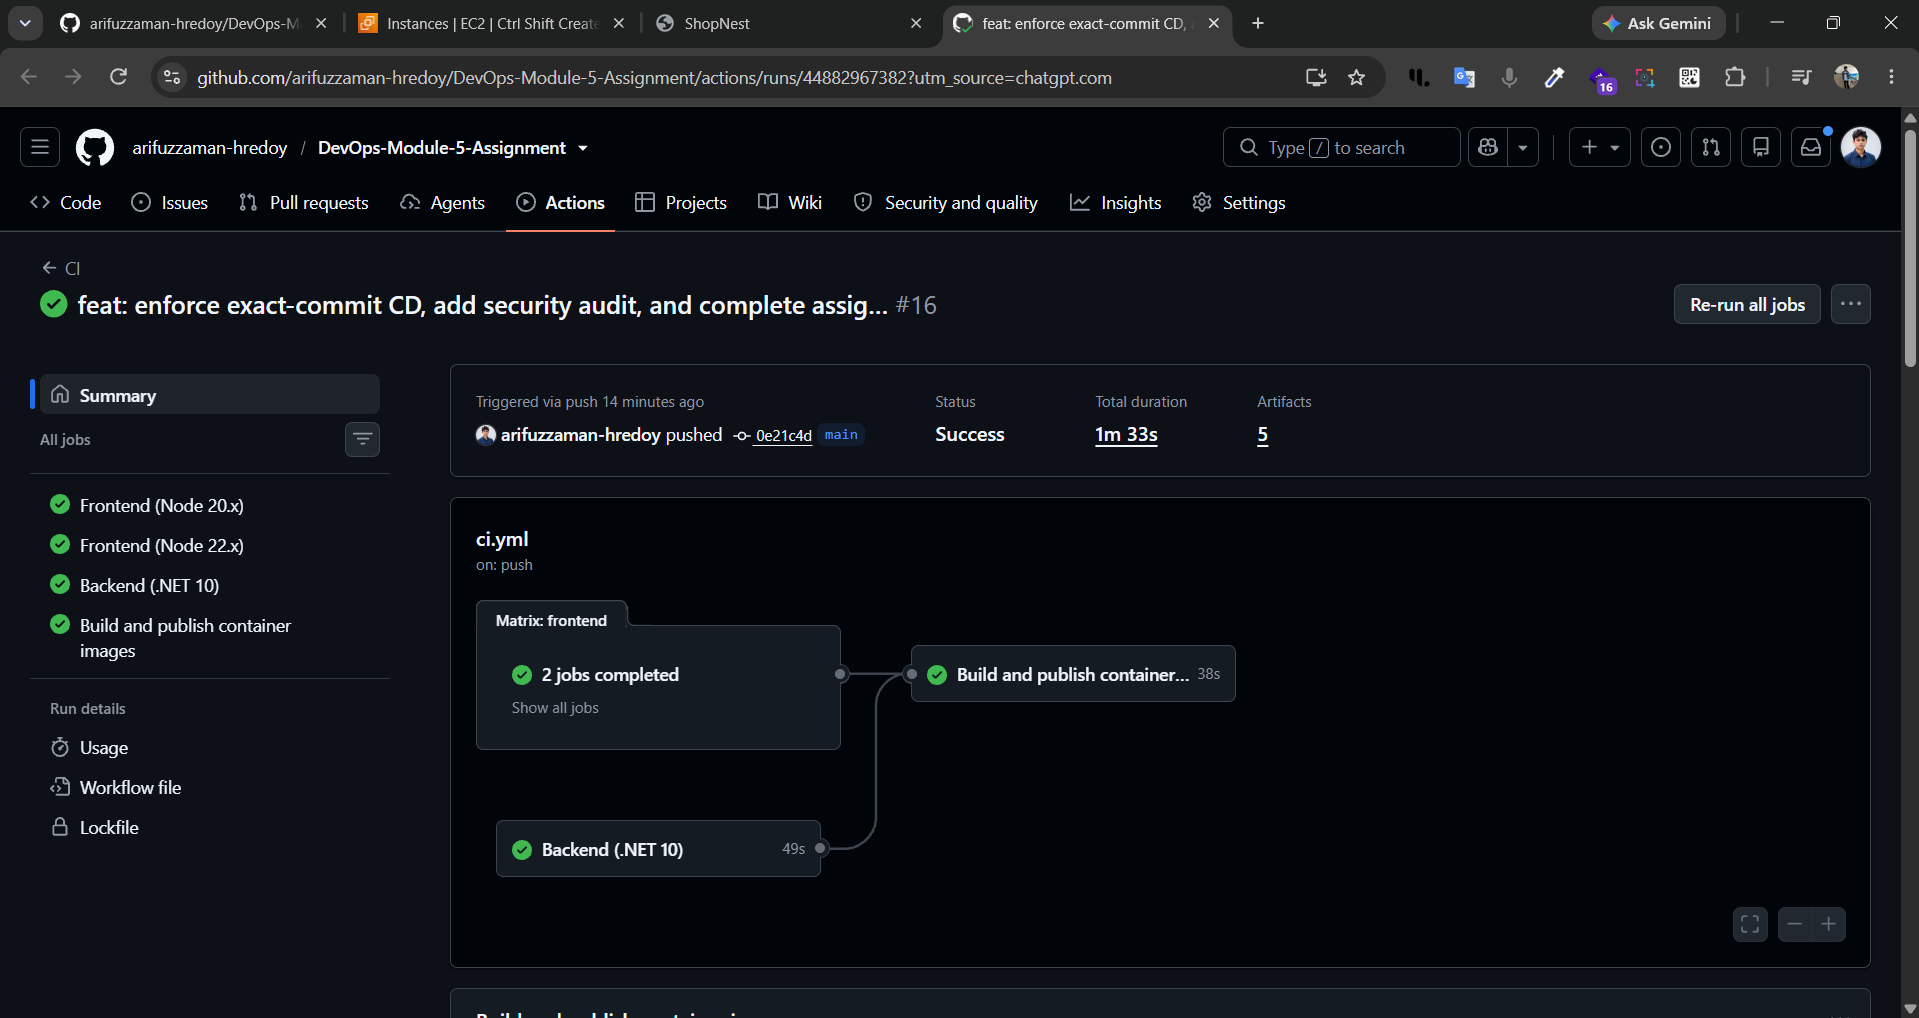 arifuzzaman-hredoy/DevOps-M
Instances | EC2 | Ctrl Shift Create
ShopNest
feat: enforce exact-commit CD,
Ask Gemini
github.com/arifuzzaman-hredoy/DevOps-Module-5-Assignment/actions/runs/44882967382?utm_source=chatgpt.com
16
arifuzzaman-hredoy / DevOps-Module-5-Assignment
Type / to search
Code
Issues
Pull requests
Agents
Actions
Projects
Wiki
Security and quality
Insights
Settings
CI
feat: enforce exact-commit CD, add security audit, and complete assig... #16
Re-run all jobs
Summary
All jobs
Frontend (Node 20.x)
Frontend (Node 22.x)
Backend (.NET 10)
Build and publish container
images
Run details
Usage
Workflow file
Lockfile
Triggered via push 14 minutes ago
arifuzzaman-hredoy pushed 0e21c4d main
Status
Success
Total duration
1m 33s
Artifacts
5
ci.yml
on: push
Matrix: frontend
2 jobs completed
Show all jobs
Build and publish container... 38s
Backend (.NET 10) 49s